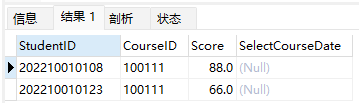 信息 结果 1 剖析 状态
StudentID CourseID Score SelectCourseDate
202210010108 100111 88.0 (Null)
202210010123 100111 66.0 (Null)